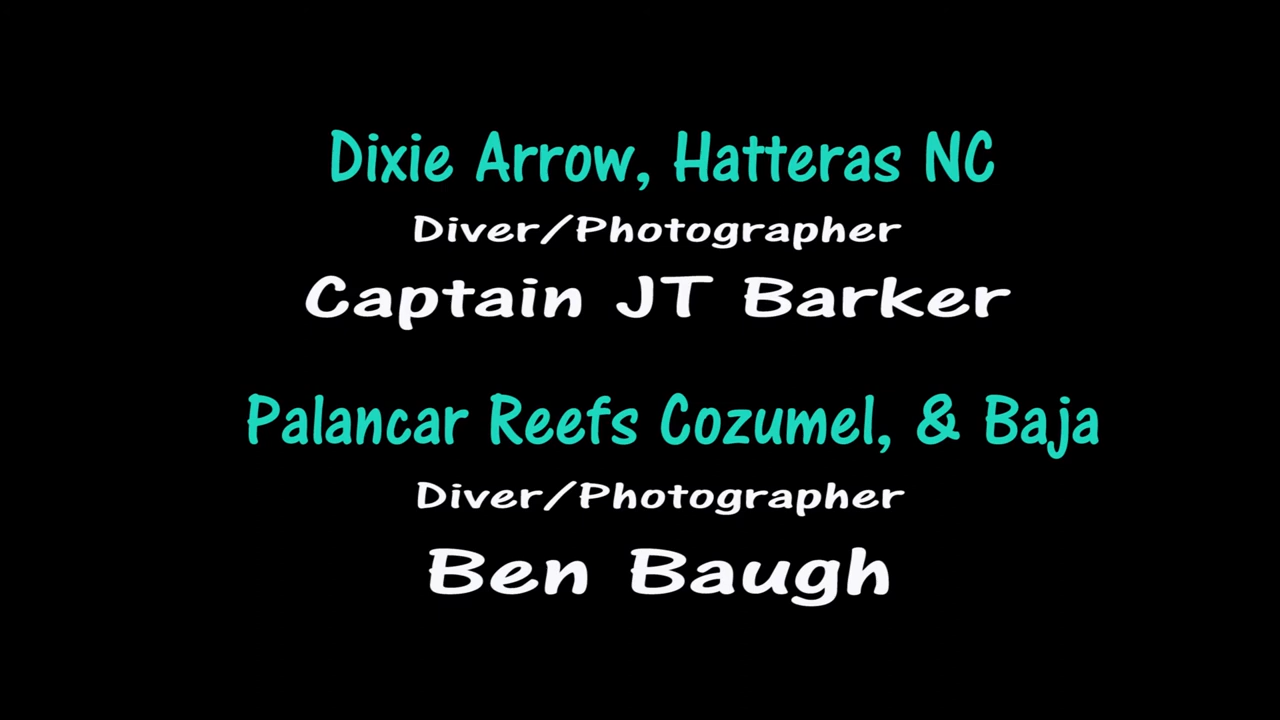 Dixie Arrow, Hatteras NC
Diver/Photographer
Captain JT Barker
Palancar Reefs Cozumel, & Baja
Diver/Photographer
Ben Baugh